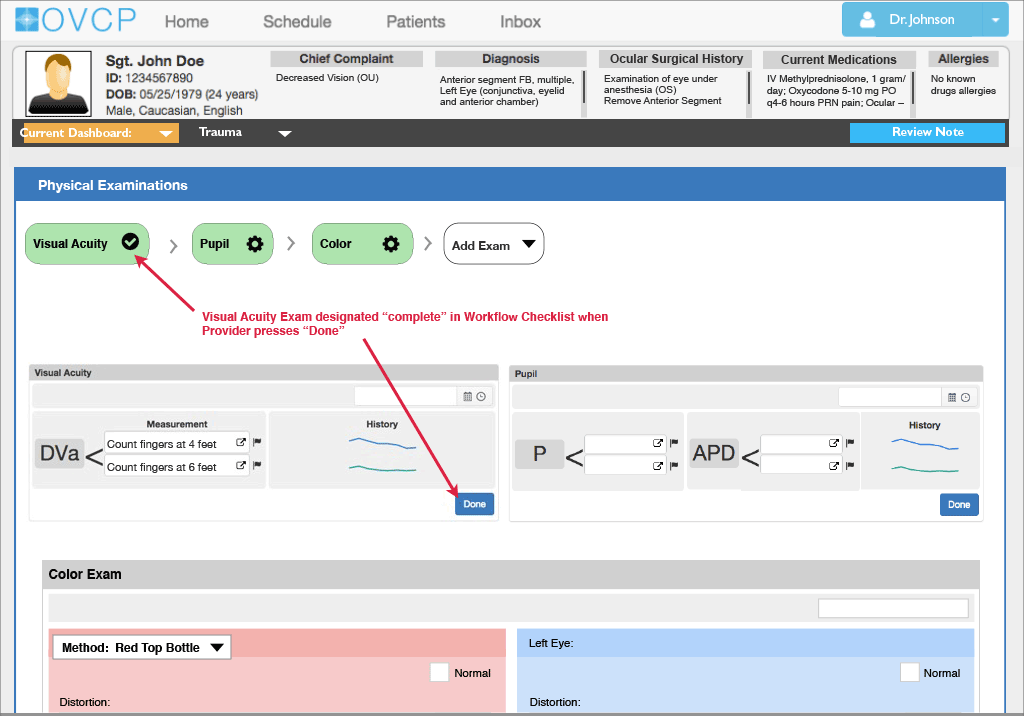 OVCP
Home
Schedule
Patients
Inbox
Dr. Johnson
Sgt. John Doe
ID: 1234567890
DOB: 05/25/1979 (24 years)
Male, Caucasian, English
Chief Complaint
Decreased Vision (OU)
Diagnosis
Anterior segment FB, multiple,
Left Eye (conjunctiva, eyelid
and anterior chamber)
Ocular Surgical History
Examination of eye under
anesthesia (OS)
Remove Anterior Segment
Current Medications
IV Methylprednisolone, 1 gram/
day; Oxycodone 5-10 mg PO
q4-6 hours PRN pain; Ocular –
Allergies
No known
drugs allergies
Current Dashboard:
Trauma
Review Note
Physical Examinations
Visual Acuity
Pupil
Color
Add Exam
Visual Acuity Exam designated “complete” in Workflow Checklist when
Provider presses “Done”
Visual Acuity
Measurement
DVa
Count fingers at 4 feet
Count fingers at 6 feet
History
Done
Pupil
P
APD
History
Done
Color Exam
Method: Red Top Bottle
Normal
Distortion:
Left Eye:
Normal
Distortion: